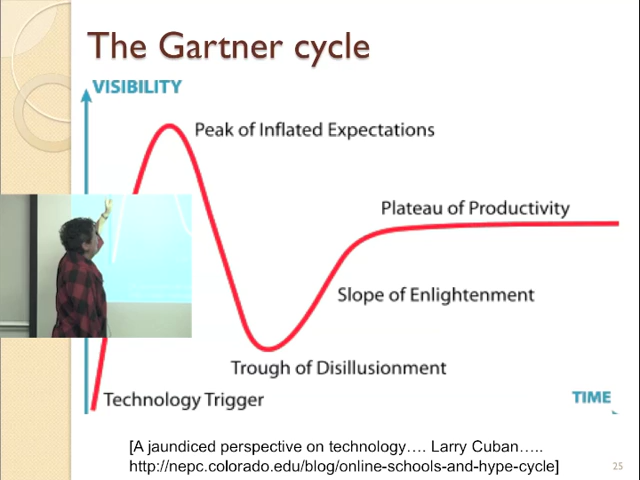 The Gartner cycle
VISIBILITY
Peak of Inflated Expectations
Plateau of Productivity
Slope of Enlightenment
Trough of Disillusionment
Technology Trigger
TIME
[A jaundiced perspective on technology…. Larry Cuban…..
http://nepc.colorado.edu/blog/online-schools-and-hype-cycle]
25